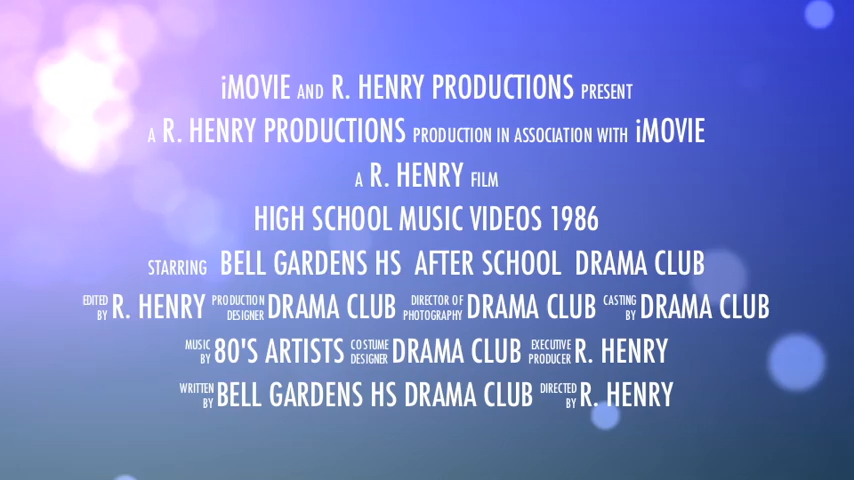 iMOVIE AND R. HENRY PRODUCTIONS PRESENT
A R. HENRY PRODUCTIONS PRODUCTION IN ASSOCIATION WITH iMOVIE
A R. HENRY FILM
HIGH SCHOOL MUSIC VIDEOS 1986
STARRING BELL GARDENS HS AFTER SCHOOL DRAMA CLUB
EDITED BY R. HENRY PRODUCTION DESIGNER DRAMA CLUB DIRECTOR OF PHOTOGRAPHY DRAMA CLUB CASTING BY DRAMA CLUB
MUSIC BY 80'S ARTISTS COSTUME DESIGNER DRAMA CLUB EXECUTIVE PRODUCER R. HENRY
WRITTEN BY BELL GARDENS HS DRAMA CLUB DIRECTED BY R. HENRY